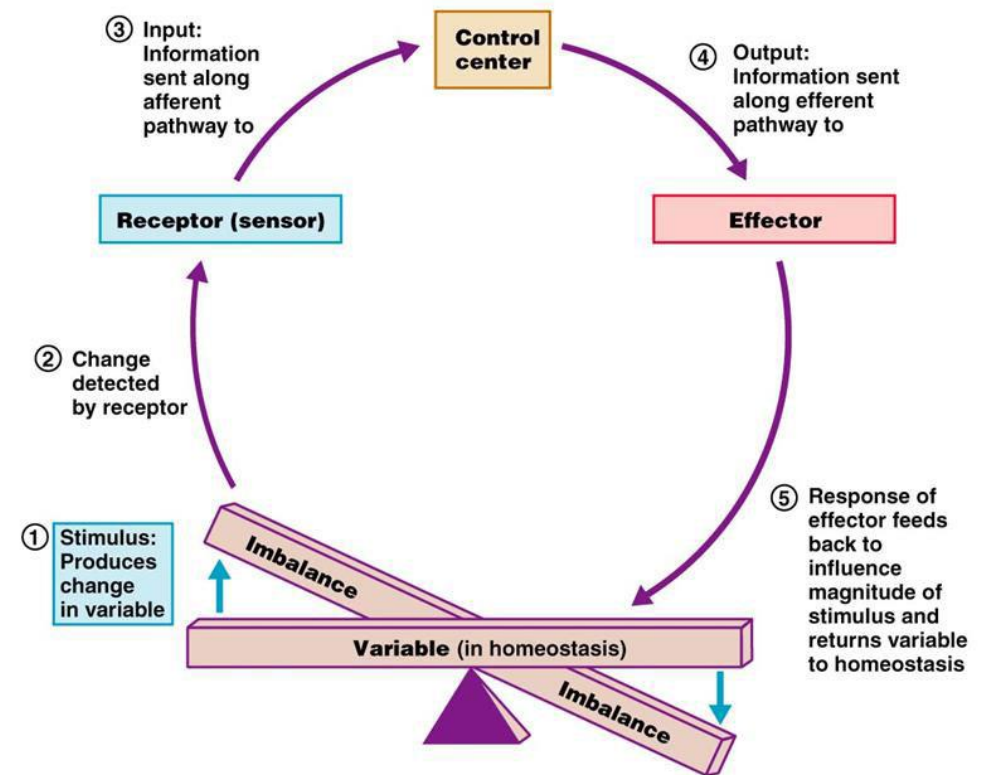 ③ Input:
Information
sent along
afferent
pathway to
Control
center
④ Output:
Information sent
along efferent
pathway to
Receptor (sensor)
Effector
② Change
detected
by receptor
① Stimulus:
Produces
change
in variable
Imbalance
Variable (in homeostasis)
Imbalance
⑤ Response of
effector feeds
back to
influence
magnitude of
stimulus and
returns variable
to homeostasis